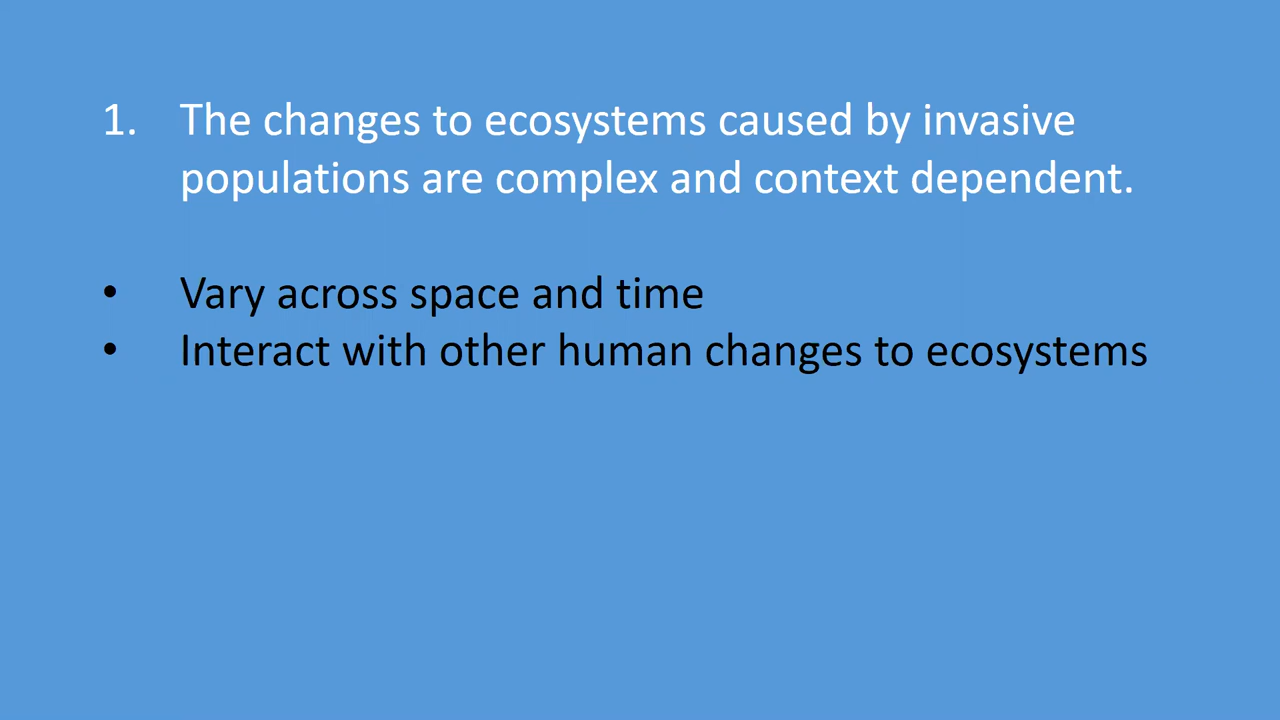 1. The changes to ecosystems caused by invasive
populations are complex and context dependent.
• Vary across space and time
• Interact with other human changes to ecosystems